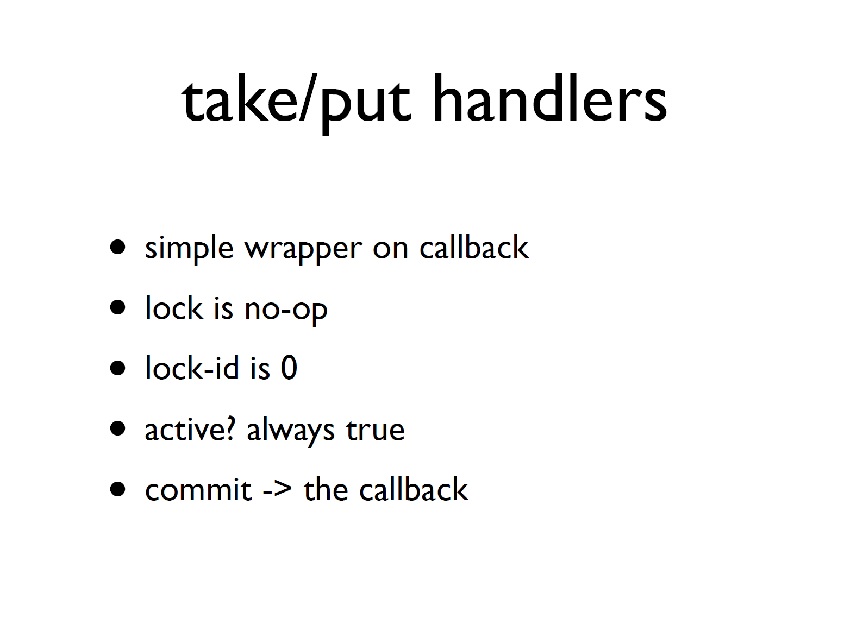 take/put handlers
• simple wrapper on callback
• lock is no-op
• lock-id is 0
• active? always true
• commit -> the callback